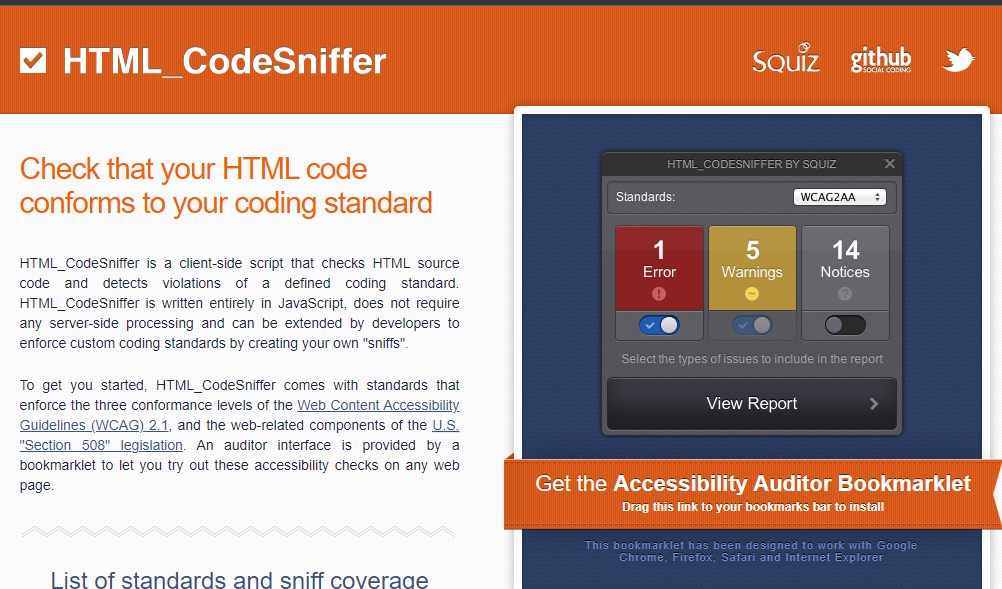 HTML_CodeSniffer
SQUIZ
github
SOCIAL CODING
Check that your HTML code
conforms to your coding standard
HTML_CodeSniffer is a client-side script that checks HTML source
code and detects violations of a defined coding standard.
HTML_CodeSniffer is written entirely in JavaScript, does not require
any server-side processing and can be extended by developers to
enforce custom coding standards by creating your own "sniffs".
To get you started, HTML_CodeSniffer comes with standards that
enforce the three conformance levels of the Web Content Accessibility
Guidelines (WCAG) 2.1, and the web-related components of the U.S.
"Section 508" legislation. An auditor interface is provided by a
bookmarklet to let you try out these accessibility checks on any web
page.
List of standards and sniff coverage
HTML_CODESNIFFER BY SQUIZ
Standards:
WCAG2AA
1
Error
5
Warnings
14
Notices
Select the types of issues to include in the report
View Report
Get the Accessibility Auditor Bookmarklet
Drag this link to your bookmarks bar to install
This bookmarklet has been designed to work with Google
Chrome, Firefox, Safari and Internet Explorer